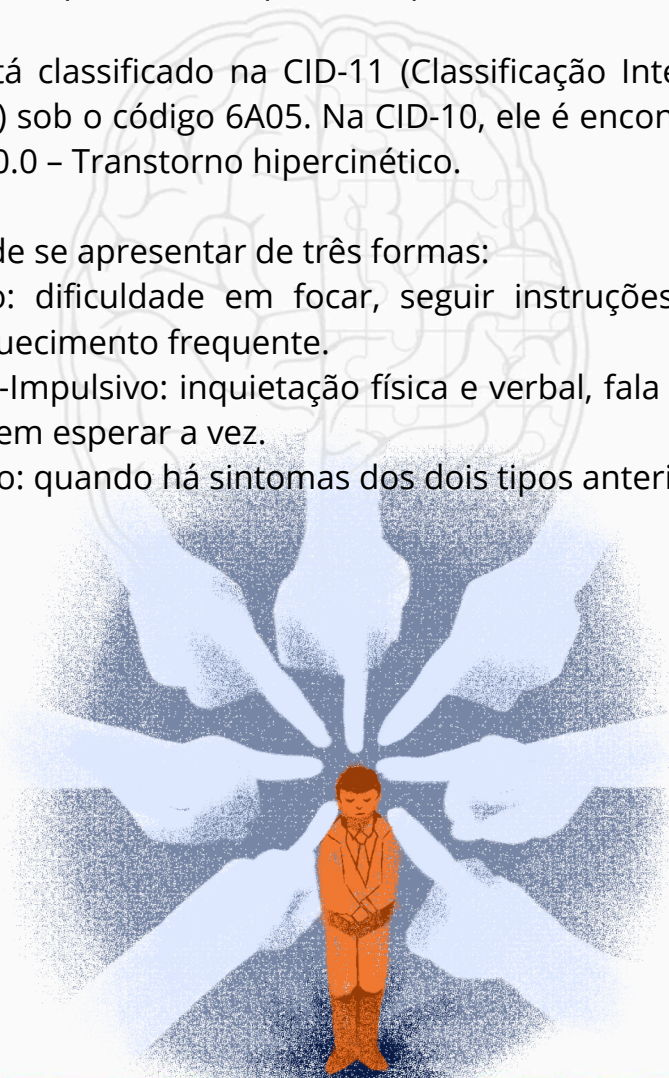 tá classificado na CID-11 (Classificação Inte
) sob o código 6A05. Na CID-10, ele é encon
0.0 – Transtorno hipercinético.
de se apresentar de três formas:
o: dificuldade em focar, seguir instruções
uecimento frequente.
-Impulsivo: inquietação física e verbal, fala
em esperar a vez.
o: quando há sintomas dos dois tipos anteri